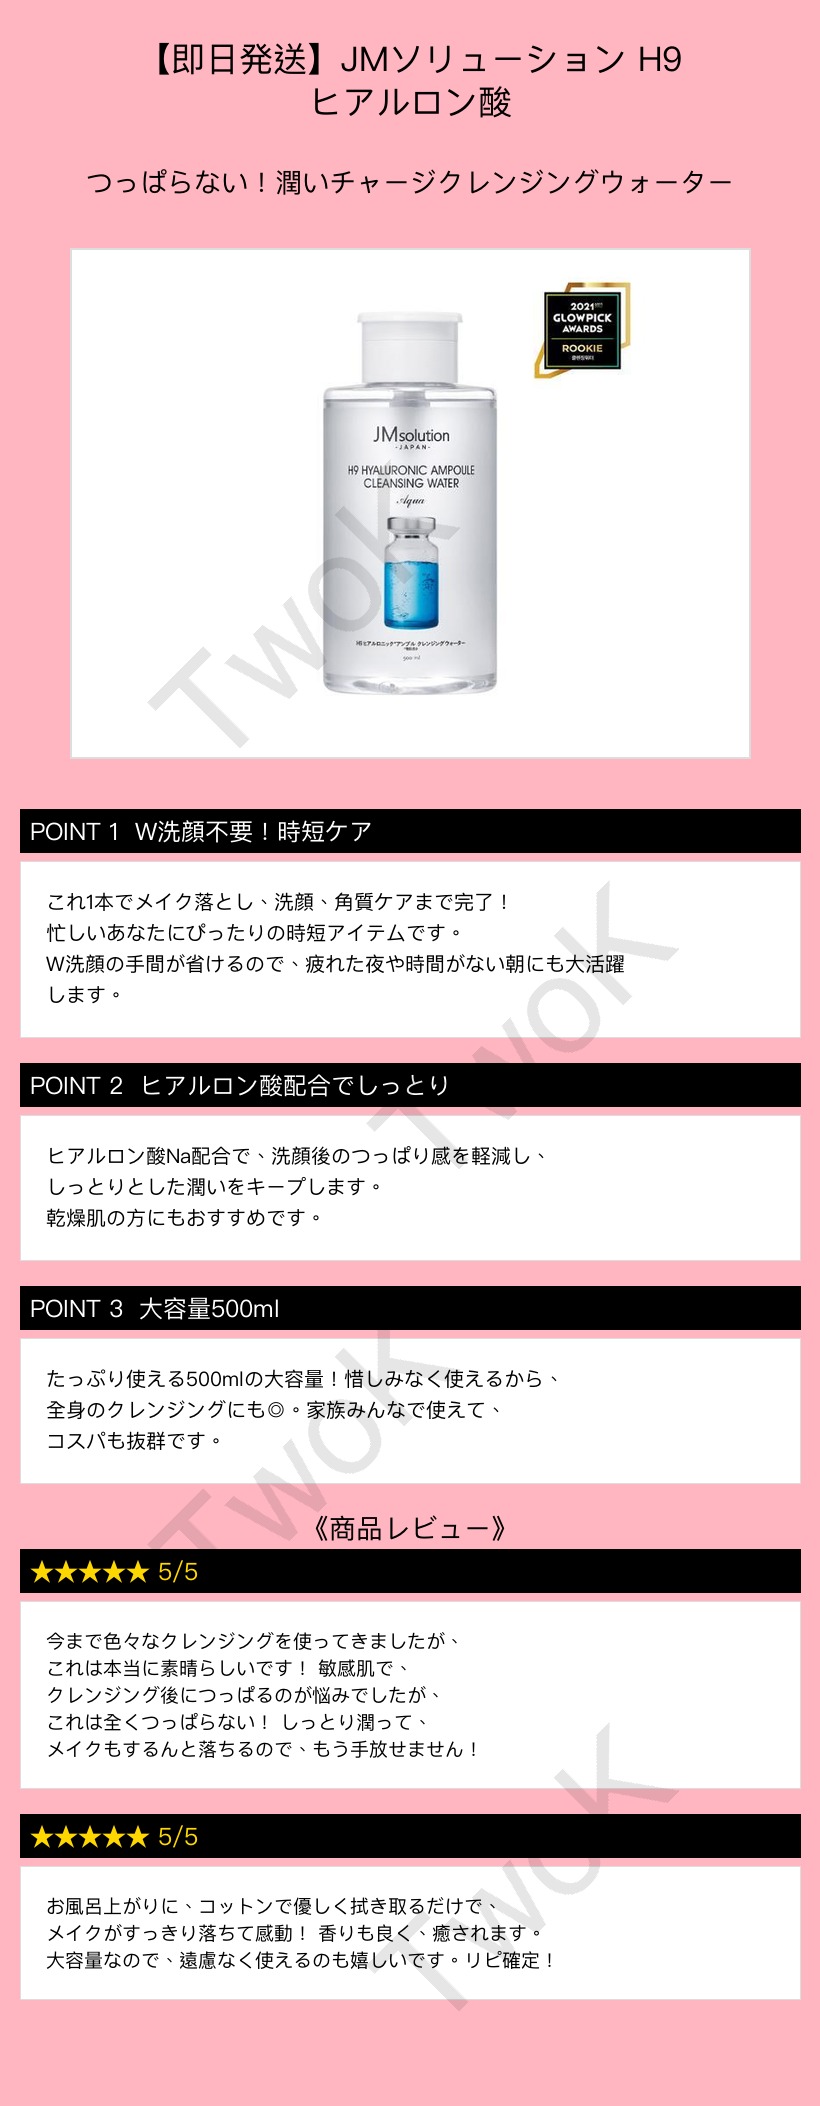 【即日発送】JMソリューション H9
ヒアルロン酸
つっぱらない！潤いチャージクレンジングウォーター
2021
GLOWPICK
AWARDS
ROOKIE
클렌징워터
JMsolution
-JAPAN-
H9 HYALURONIC AMPOULE
CLEANSING WATER
Aqua
H9ヒアルロニック*アンプル クレンジングウォーター
500 ml
TwoK
POINT 1 W洗顔不要！時短ケア
これ1本でメイク落とし、洗顔、角質ケアまで完了！
忙しいあなたにぴったりの時短アイテムです。
W洗顔の手間が省けるので、疲れた夜や時間がない朝にも大活躍
します。
TwoK
POINT 2 ヒアルロン酸配合でしっとり
ヒアルロン酸Na配合で、洗顔後のつっぱり感を軽減し、
しっとりとした潤いをキープします。
乾燥肌の方にもおすすめです。
POINT 3 大容量500ml
たっぷり使える500mlの大容量！惜しみなく使えるから、
全身のクレンジングにも◎。家族みんなで使えて、
コスパも抜群です。
TwoK
《商品レビュー》
★★★★★ 5/5
今まで色々なクレンジングを使ってきましたが、
これは本当に素晴らしいです！ 敏感肌で、
クレンジング後につっぱるのが悩みでしたが、
これは全くつっぱらない！ しっとり潤って、
メイクもするんと落ちるので、もう手放せません！
★★★★★ 5/5
お風呂上がりに、コットンで優しく拭き取るだけで、
メイクがすっきり落ちて感動！ 香りも良く、癒されます。
大容量なので、遠慮なく使えるのも嬉しいです。リピ確定！
TwoK